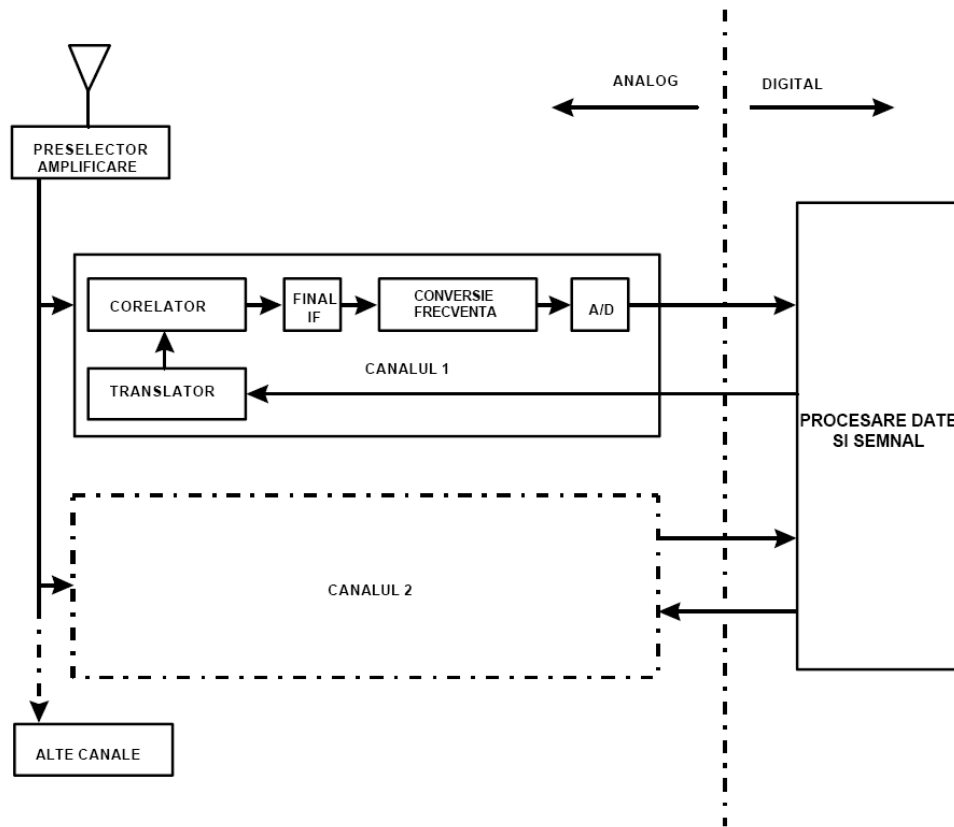 ANALOG
DIGITAL
PRESELECTOR
AMPLIFICARE
CORELATOR
FINAL
IF
CONVERSIE
FRECVENTA
A/D
CANALUL 1
TRANSLATOR
PROCESARE DATE
SI SEMNAL
CANALUL 2
ALTE CANALE